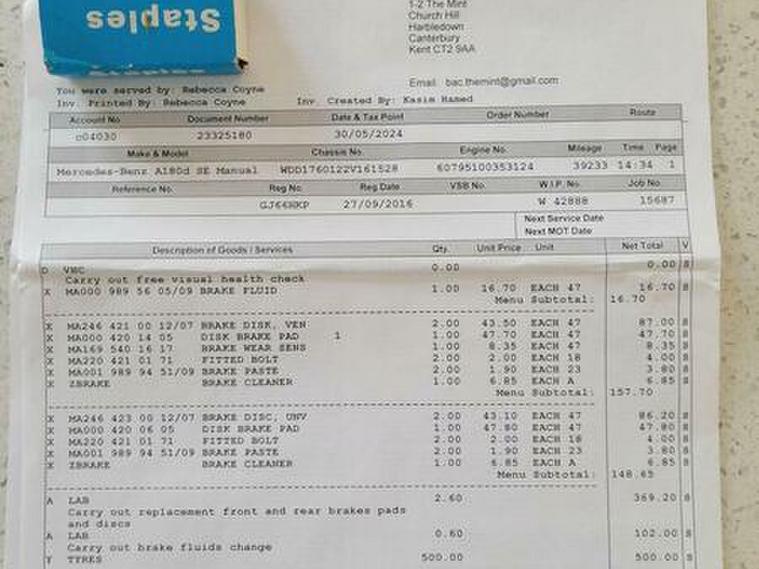 Staples
1-2 The Mint
Church Hill
Harbledown
Canterbury
Kent CT2 9AA
Email: bac.themint@gmail.com
You were served by: Rebecca Coyne
Inv. Printed By: Rebecca Coyne Inv. Created By: Kasim Hamed
Account No. Document Number Date & Tax Point Order Number Route
c04030 23325180 30/05/2024
Make & Model Chassis No. Engine No. Mileage Time Page
Mercedes-Benz A180d SE Manual WDD1760122V161528 60795100353124 39233 14:34 1
Reference No. Reg No. Reg Date VSB No. W.I.P. No. Job No.
GJ66HKP 27/09/2016 W 42888 15687
Next Service Date
Next MOT Date
Description of Goods / Services Qty. Unit Price Unit Net Total V
D VHC 0.00 0.00 S
Carry out free visual health check
X MA000 989 56 05/09 BRAKE FLUID 1.00 16.70 EACH 47 16.70 S
Menu Subtotal: 16.70
X MA246 421 00 12/07 BRAKE DISK, VEN 2.00 43.50 EACH 47 87.00 S
X MA000 420 14 05 DISK BRAKE PAD 1 1.00 47.70 EACH 47 47.70 S
X MA169 540 16 17 BRAKE WEAR SENS 1.00 8.35 EACH 47 8.35 S
X MA220 421 01 71 FITTED BOLT 2.00 2.00 EACH 18 4.00 S
X MA001 989 94 51/09 BRAKE PASTE 2.00 1.90 EACH 23 3.80 S
X ZBRAKE BRAKE CLEANER 1.00 6.85 EACH A 6.85 S
Menu Subtotal: 157.70
X MA246 423 00 12/07 BRAKE DISC, UNV 2.00 43.10 EACH 47 86.20 S
X MA000 420 06 05 DISK BRAKE PAD 1.00 47.80 EACH 47 47.80 S
X MA220 421 01 71 FITTED BOLT 2.00 2.00 EACH 18 4.00 S
X MA001 989 94 51/09 BRAKE PASTE 2.00 1.90 EACH 23 3.80 S
X ZBRAKE BRAKE CLEANER 1.00 6.85 EACH A 6.85 S
Menu Subtotal: 148.65
A LAB 2.60 369.20 S
Carry out replacement front and rear brakes pads
and discs
A LAB 0.60 102.00 S
Carry out brake fluids change
Y TYRES 500.00 500.00 S